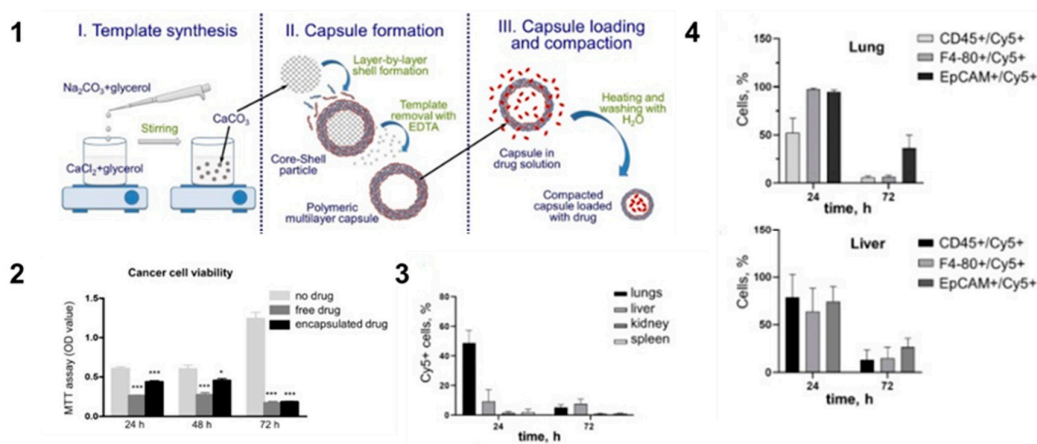 1
I. Template synthesis
Na₂CO₃+glycerol
Stirring
CaCO₃
CaCl₂+glycerol
II. Capsule formation
Layer-by-layer
shell formation
Template
removal with
EDTA
Core-Shell
particle
Polymeric
multilayer capsule
III. Capsule loading
and compaction
Heating and
washing with
H₂O
Capsule in
drug solution
Compacted
capsule loaded
with drug
2
Cancer cell viability
MTT assay (OD value)
1.5
1.0
0.5
0.0
no drug
free drug
encapsulated drug
***
***
***
*
***
***
24 h
48 h
72 h
3
Cy5+ cells, %
80
60
40
20
0
lungs
liver
kidney
spleen
24
72
time, h
4
Lung
Cells, %
150
100
50
0
CD45+/Cy5+
F4-80+/Cy5+
EpCAM+/Cy5+
24
72
time, h
Liver
Cells, %
150
100
50
0
CD45+/Cy5+
F4-80+/Cy5+
EpCAM+/Cy5+
24
72
time, h